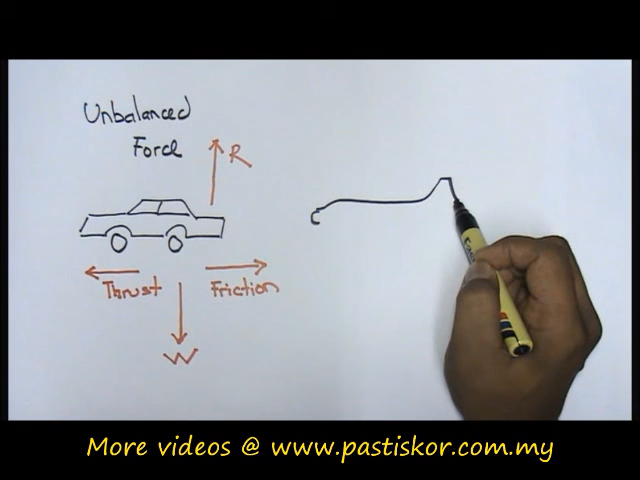 Unbalanced
Force
R
Thrust
Friction
W
More videos @ www.pastiskor.com.my